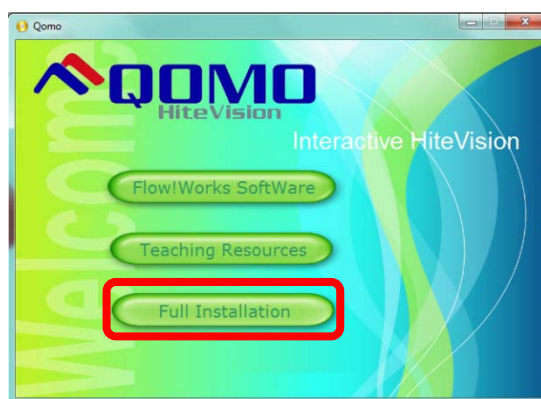 Qomo
QOMO
HiteVision
Interactive HiteVision
Welcome
Flow!Works SoftWare
Teaching Resources
Full Installation